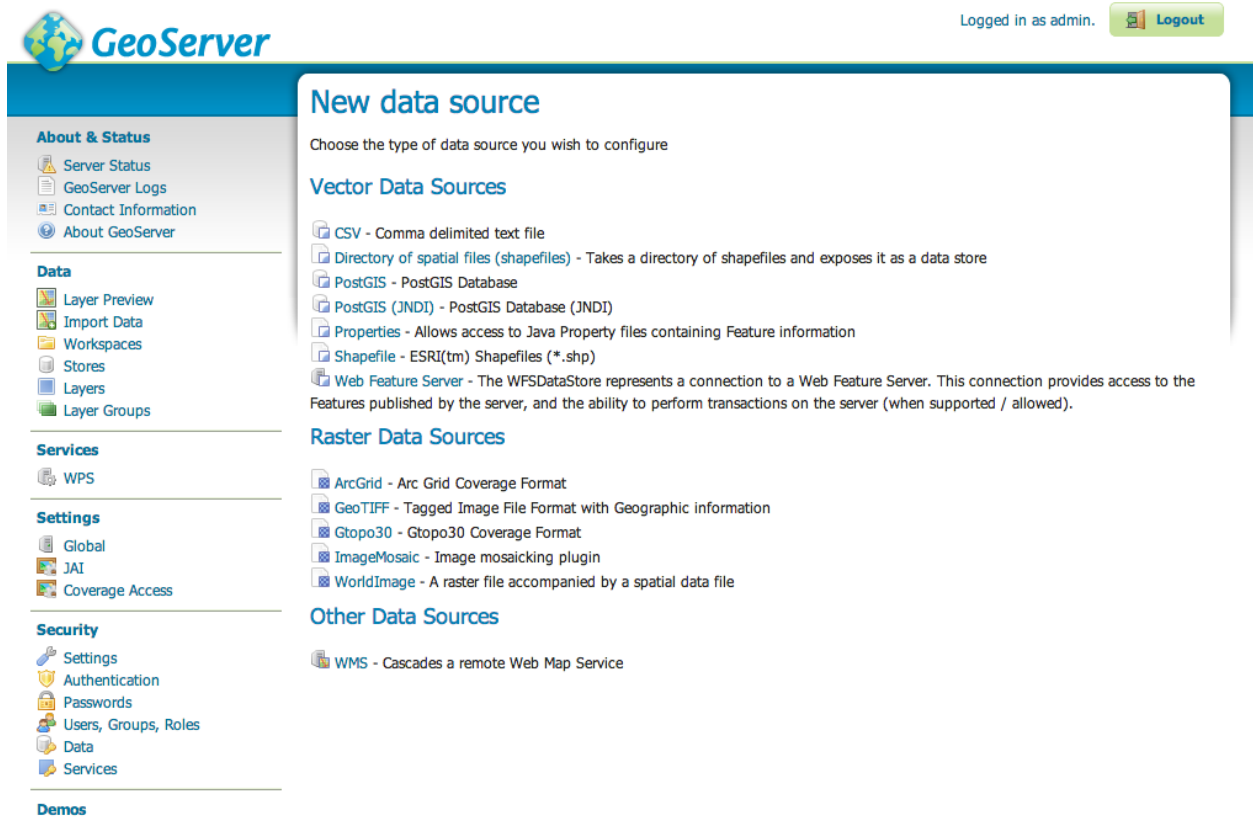 GeoServer
Logged in as admin.
Logout
About & Status
Server Status
GeoServer Logs
Contact Information
About GeoServer
Data
Layer Preview
Import Data
Workspaces
Stores
Layers
Layer Groups
Services
WPS
Settings
Global
JAI
Coverage Access
Security
Settings
Authentication
Passwords
Users, Groups, Roles
Data
Services
Demos
New data source
Choose the type of data source you wish to configure
Vector Data Sources
CSV - Comma delimited text file
Directory of spatial files (shapefiles) - Takes a directory of shapefiles and exposes it as a data store
PostGIS - PostGIS Database
PostGIS (JNDI) - PostGIS Database (JNDI)
Properties - Allows access to Java Property files containing Feature information
Shapefile - ESRI(tm) Shapefiles (*.shp)
Web Feature Server - The WFSDataStore represents a connection to a Web Feature Server. This connection provides access to the
Features published by the server, and the ability to perform transactions on the server (when supported / allowed).
Raster Data Sources
ArcGrid - Arc Grid Coverage Format
GeoTIFF - Tagged Image File Format with Geographic information
Gtopo30 - Gtopo30 Coverage Format
ImageMosaic - Image mosaicking plugin
WorldImage - A raster file accompanied by a spatial data file
Other Data Sources
WMS - Cascades a remote Web Map Service